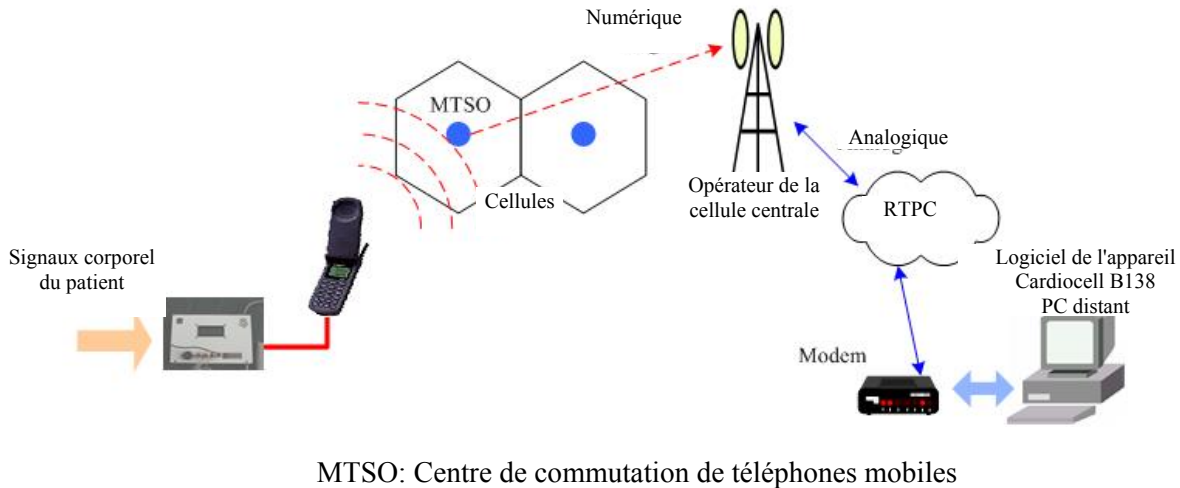 Numérique
MTSO
Cellules
Analogique
Opérateur de la
cellule centrale
RTPC
Signaux corporel
du patient
Logiciel de l'appareil
Cardiocell B138
PC distant
Modem
MTSO: Centre de commutation de téléphones mobiles